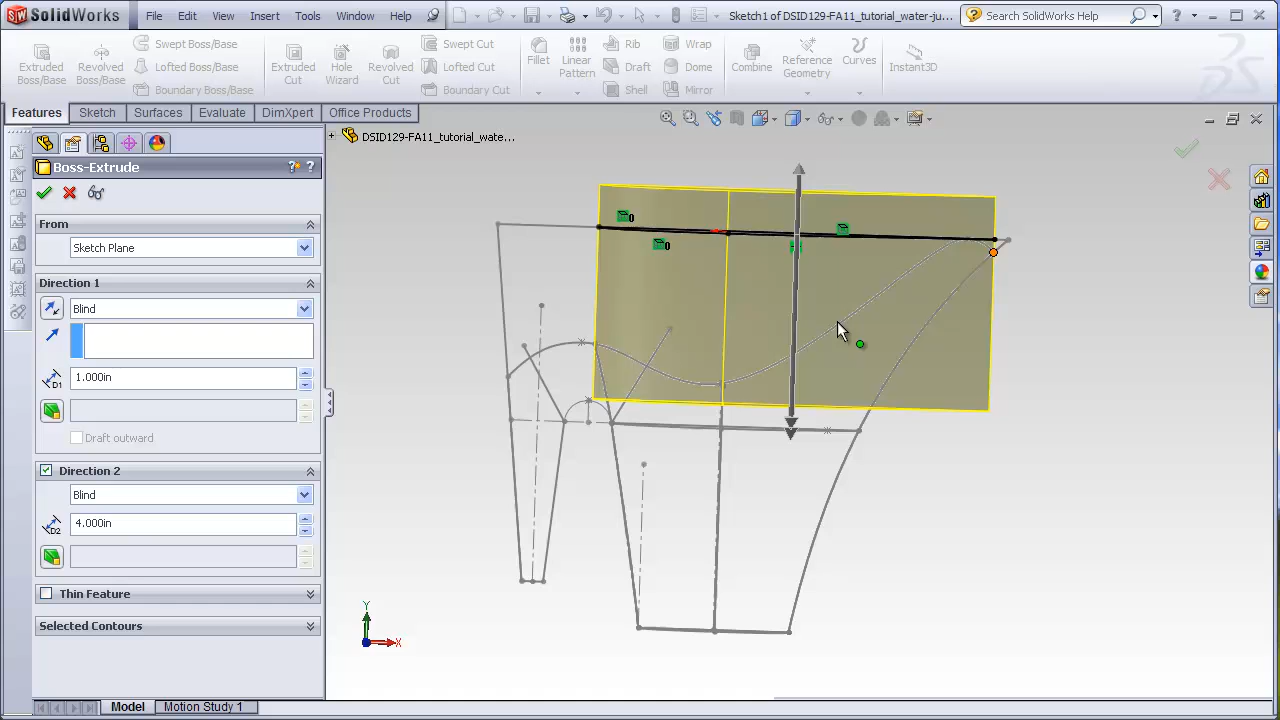 SolidWorks File Edit View Insert Tools Window Help Sketch1 of DSID129-FA11_tutorial_water-ju... Search SolidWorks Help
Extruded Boss/Base
Revolved Boss/Base
Swept Boss/Base
Lofted Boss/Base
Boundary Boss/Base
Extruded Cut
Hole Wizard
Revolved Cut
Swept Cut
Lofted Cut
Boundary Cut
Fillet
Linear Pattern
Rib
Draft
Shell
Wrap
Dome
Mirror
Combine
Reference Geometry
Curves
Instant3D
Features Sketch Surfaces Evaluate DimXpert Office Products
DSID129-FA11_tutorial_wate...
Boss-Extrude
From
Sketch Plane
Direction 1
Blind
D1 1.000in
Draft outward
Direction 2
Blind
D2 4.000in
Thin Feature
Selected Contours
0
0
Y
X
Model Motion Study 1